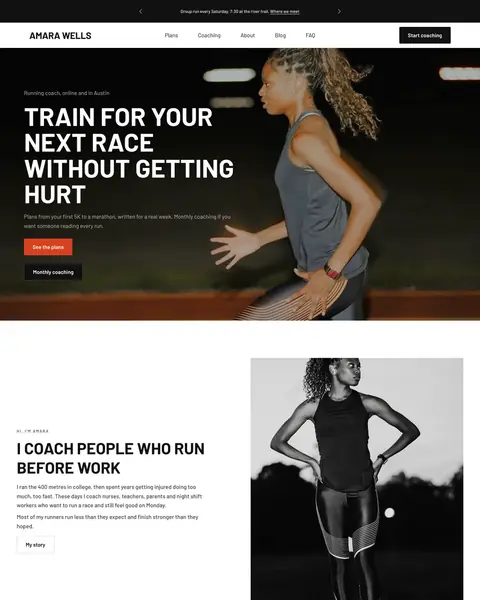 Group run every Saturday, 7:30 at the river trail. Where we meet
AMARA WELLS
Plans
Coaching
About
Blog
FAQ
Start coaching
Running coach, online and in Austin
TRAIN FOR YOUR
NEXT RACE
WITHOUT GETTING
HURT
Plans from your first 5K to a marathon, written for a real week. Monthly coaching if you
want someone reading every run.
See the plans
Monthly coaching
HI, I'M AMARA
I COACH PEOPLE WHO RUN
BEFORE WORK
I ran the 400 metres in college, then spent years getting injured doing too
much, too fast. These days I coach nurses, teachers, parents and night shift
workers who want to run a race and still feel good on Monday.
Most of my runners run less than they expect and finish stronger than they
hoped.
My story